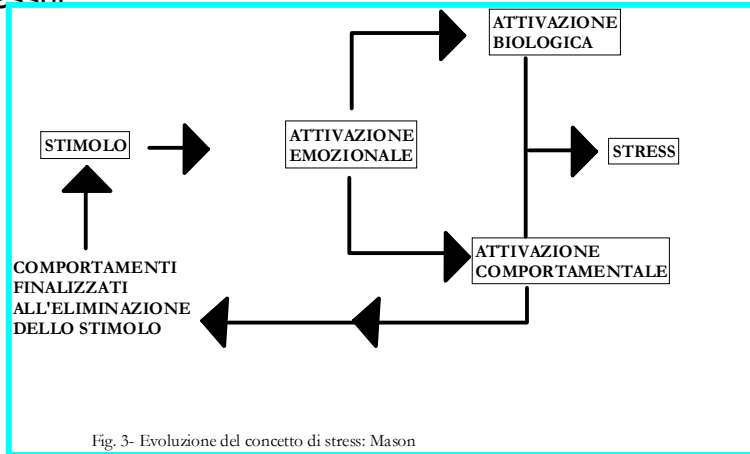 ATTIVAZIONE
BIOLOGICA
STIMOLO
ATTIVAZIONE
EMOZIONALE
STRESS
ATTIVAZIONE
COMPORTAMENTALE
COMPORTAMENTI
FINALIZZATI
ALL'ELIMINAZIONE
DELLO STIMOLO
Fig. 3- Evoluzione del concetto di stress: Mason